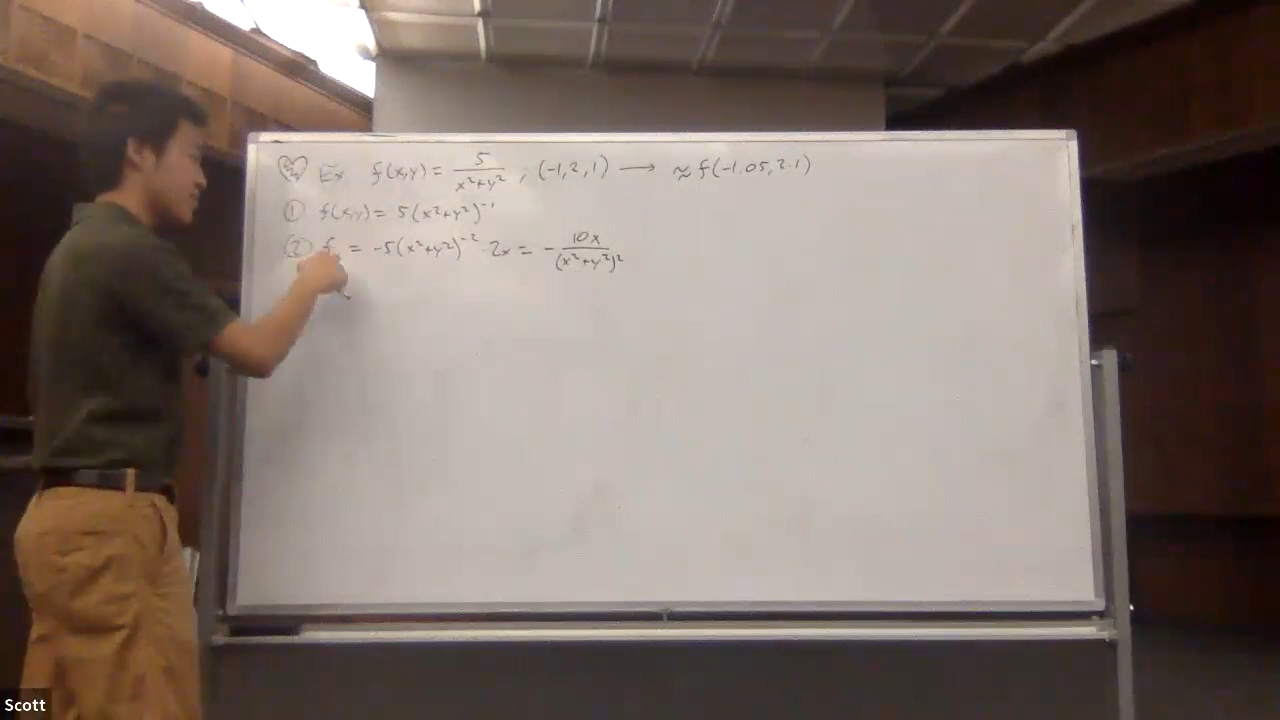 Ex f(x,y) = 5/(x²+y²) ; (-1,2,1) ⟶ ≈ f(-1.05, 2.1)
① f(x,y) = 5(x²+y²)⁻¹
② f = -5(x²+y²)⁻² · 2x = - 10x/(x²+y²)²
Scott